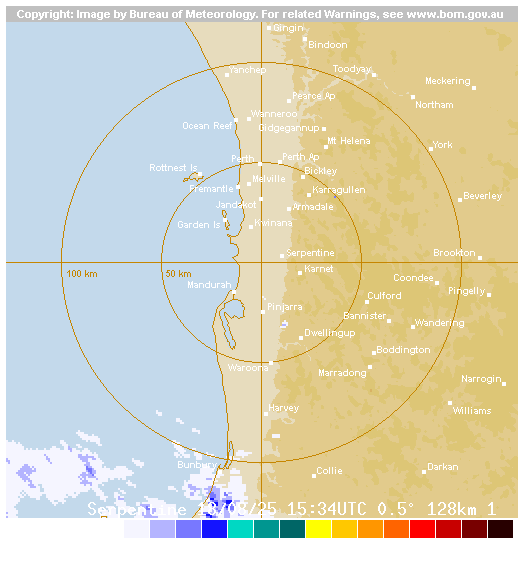 Copyright: Image by Bureau of Meteorology. For related Warnings, see www.bom.gov.au
Gingin
Bindoon
Yanchep
Toodyay
Meckering
Pearce Ap
Northam
Wanneroo
Ocean Reef
Gidgegannup
Mt Helena
York
Perth
Perth Ap
Rottnest Is
Bickley
Melville
Fremantle
Karragullen
Beverley
Jandakot
Armadale
Garden Is
Kwinana
Serpentine
Brookton
100 km
50 km
Karnet
Coondee
Mandurah
Pingelly
Culford
Pinjarra
Bannister
Wandering
Dwellingup
Boddington
Waroona
Marradong
Narrogin
Harvey
Williams
Bunbury
Collie
Darkan
Serpentine 15:34UTC 0.5° 128km 1